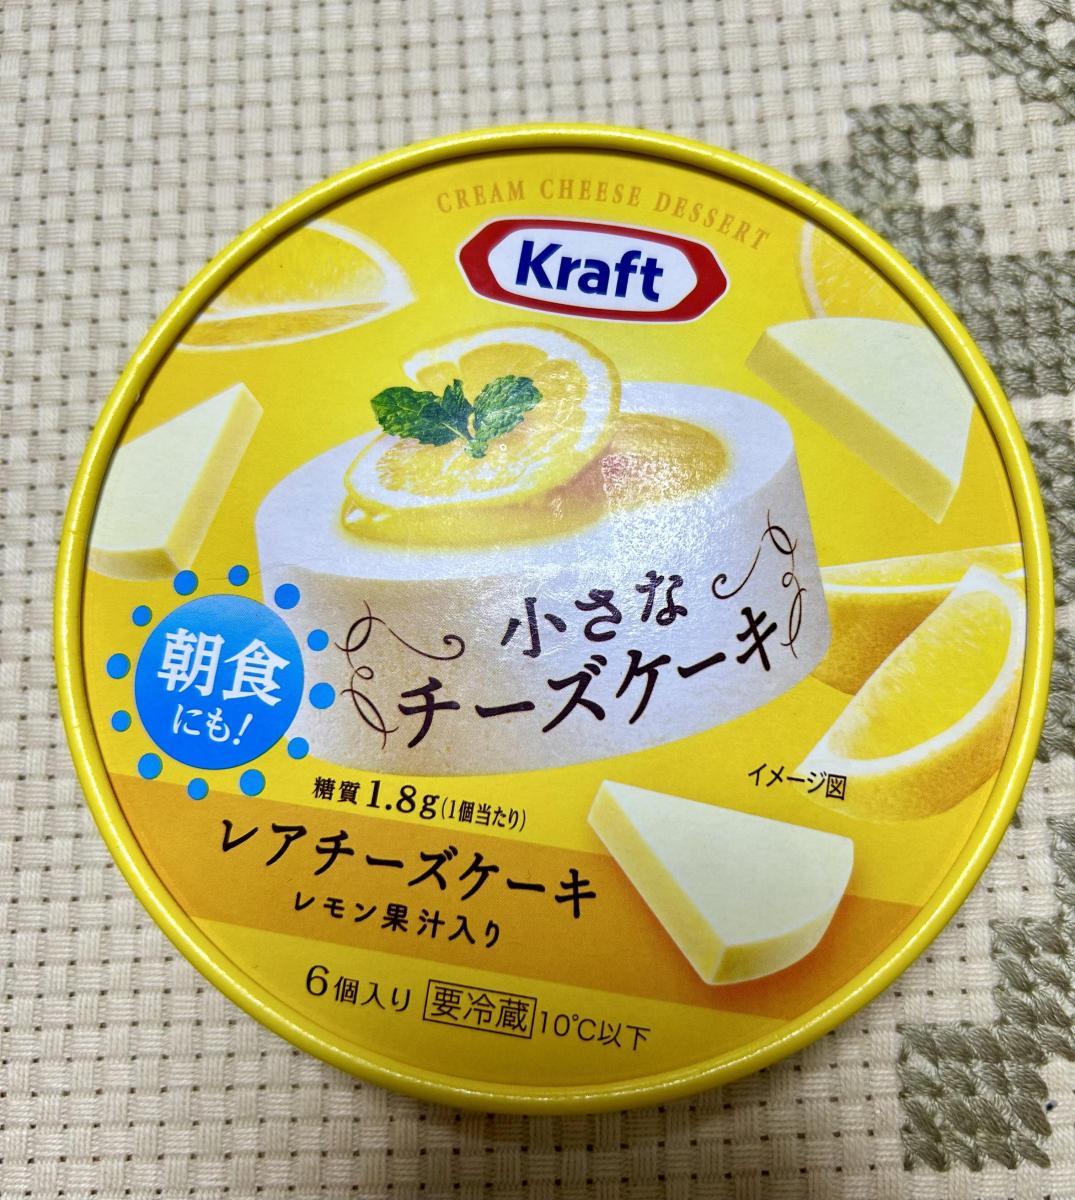 CREAM CHEESE DESSERT
Kraft
小さな
チーズケーキ
朝食
にも!
イメージ図
糖質1.8g(1個当たり)
レアチーズケーキ
レモン果汁入り
6個入り 要冷蔵 10℃以下